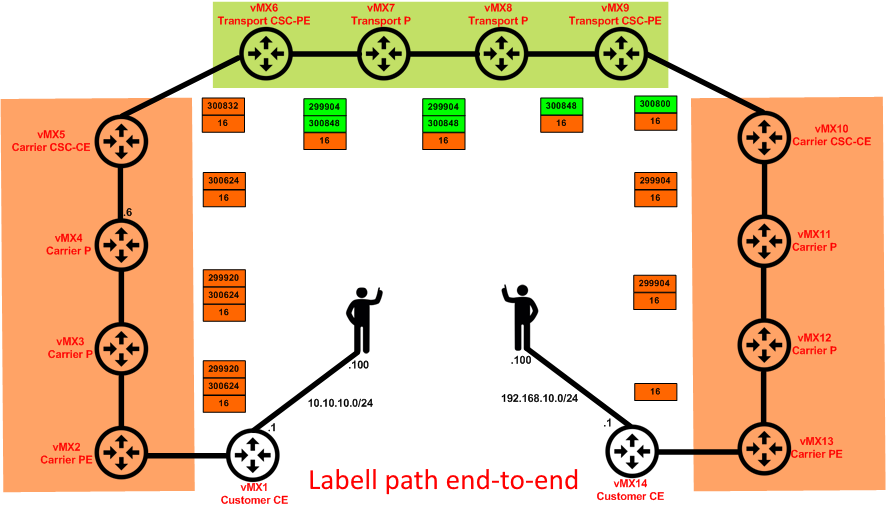 vMX6
Transport CSC-PE
vMX7
Transport P
vMX8
Transport P
vMX9
Transport CSC-PE
300832
16
299904
300848
16
299904
300848
16
300848
16
300800
16
vMX5
Carrier CSC-CE
vMX10
Carrier CSC-CE
300624
16
299904
16
.6
vMX4
Carrier P
vMX11
Carrier P
299920
300624
16
299904
16
vMX3
Carrier P
vMX12
Carrier P
299920
300624
16
16
.100
.100
10.10.10.0/24
192.168.10.0/24
.1
.1
vMX2
Carrier PE
vMX13
Carrier PE
vMX1
Customer CE
Labell path end-to-end
vMX14
Customer CE